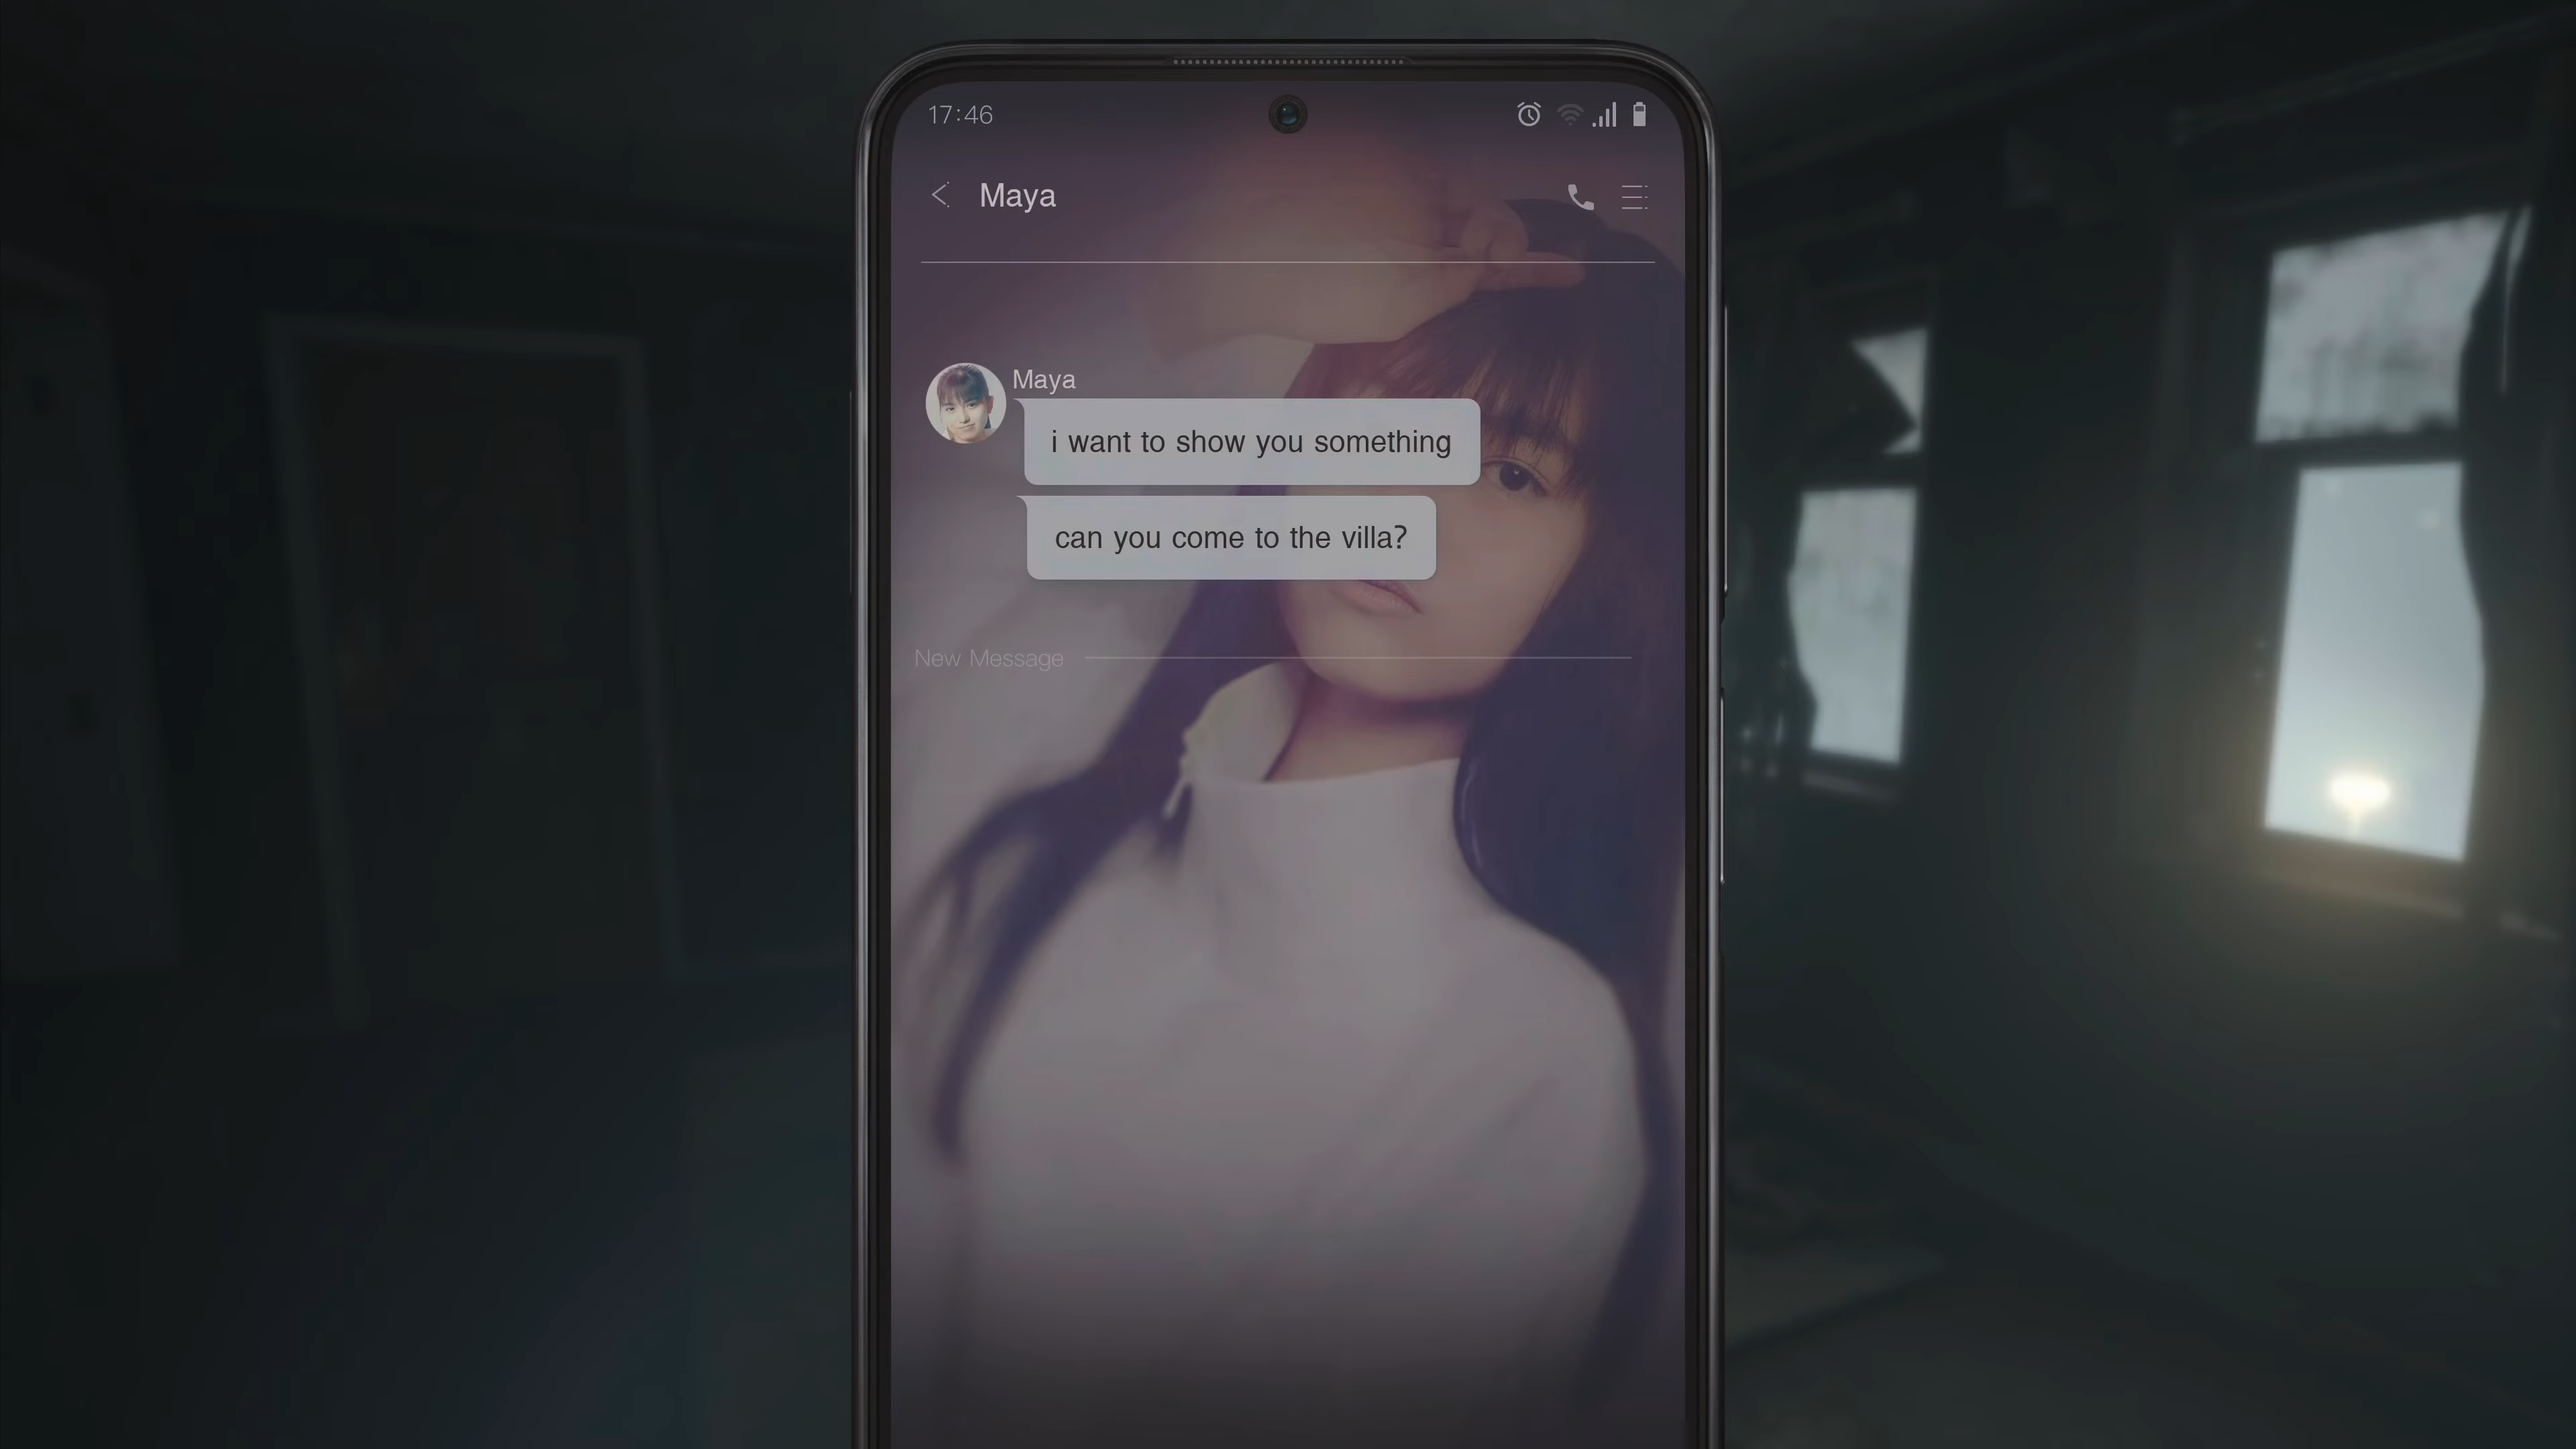 17:46
Maya
Maya
i want to show you something
can you come to the villa?
New Message